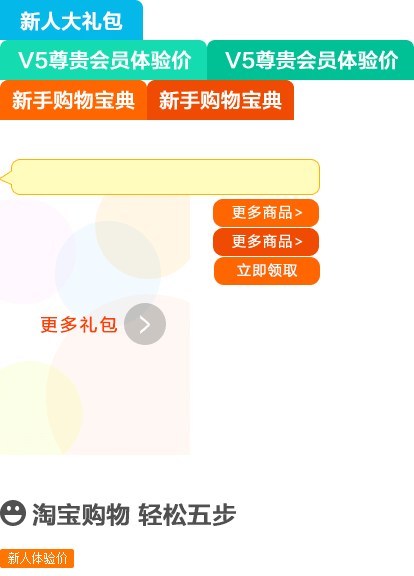 新人大礼包
V5尊贵会员体验价 V5尊贵会员体验价
新手购物宝典 新手购物宝典
更多商品>
更多商品>
立即领取
更多礼包
淘宝购物 轻松五步
新人体验价